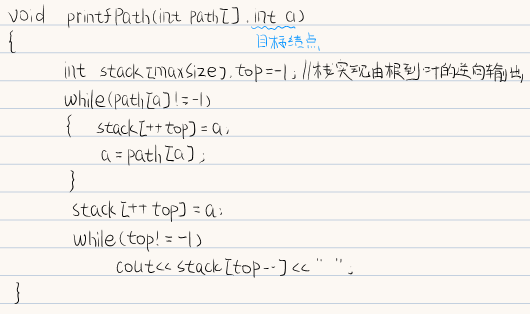 void printfPath(int path[], int a)
目标结点
{
int stack[maxSize], top=-1; //栈实现由根到叶的逆向输出
while(path[a]!=-1)
{ stack[++top]=a;
a=path[a];
}
stack[++top]=a;
while(top!=-1)
cout<<stack[top--]<<" ";
}